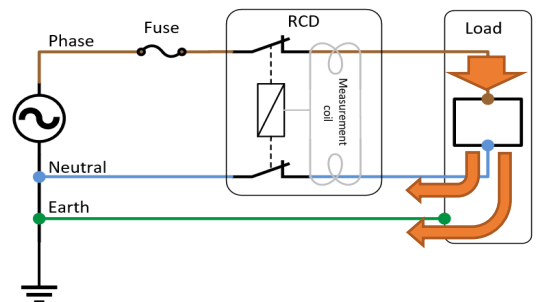 Phase
Fuse
RCD
Load
Measurement
coil
Neutral
Earth